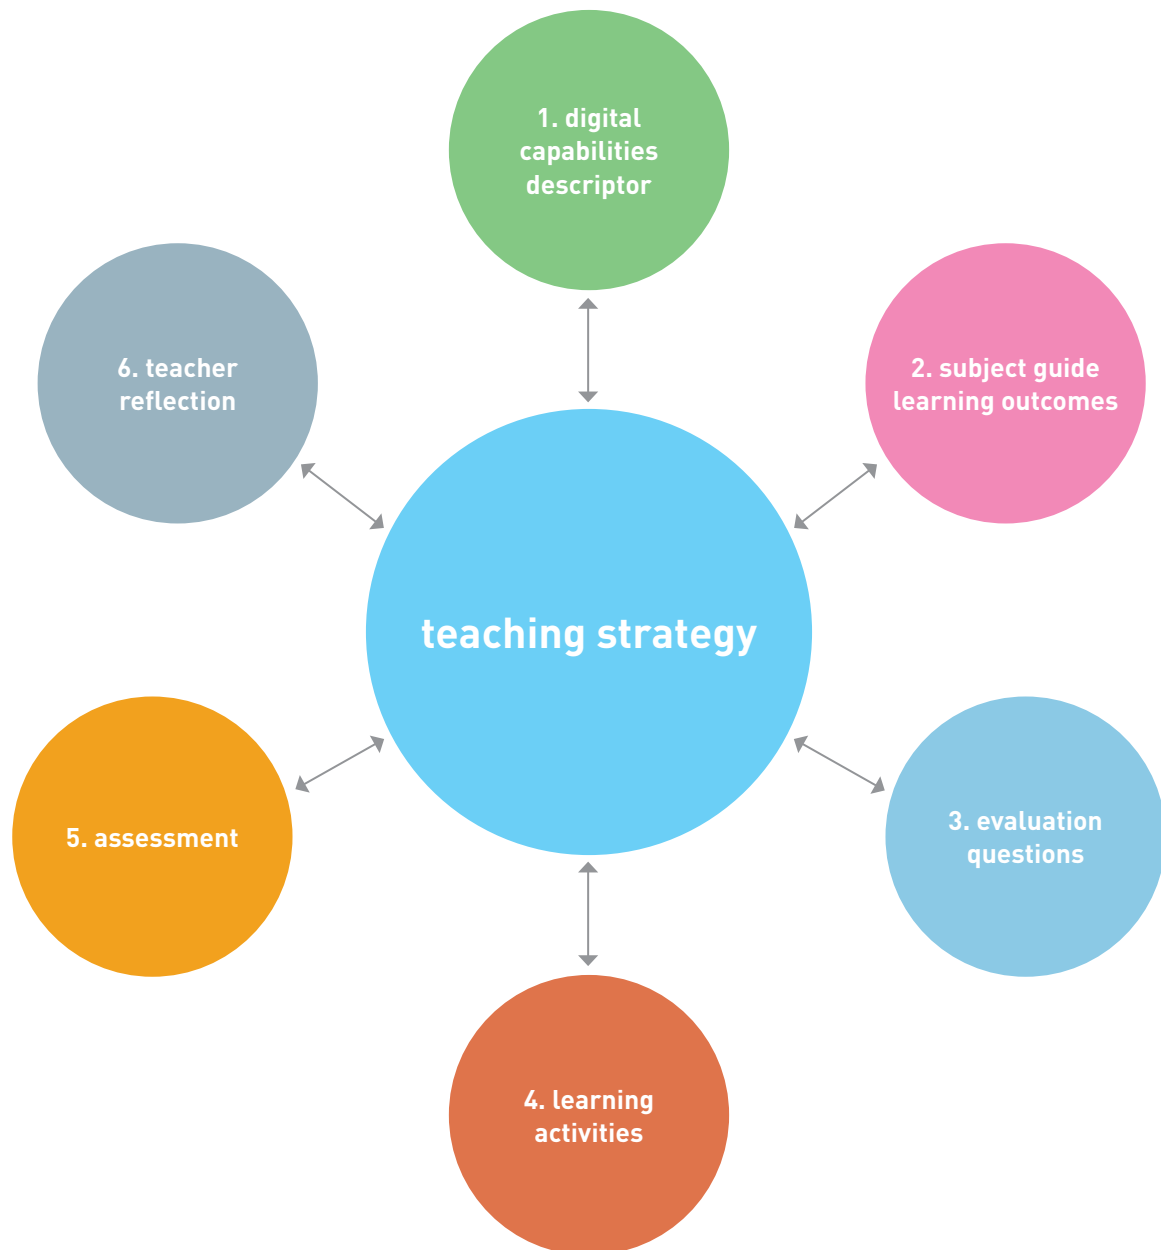 1. digital
capabilities
descriptor
2. subject guide
learning outcomes
3. evaluation
questions
4. learning
activities
5. assessment
6. teacher
reflection
teaching strategy